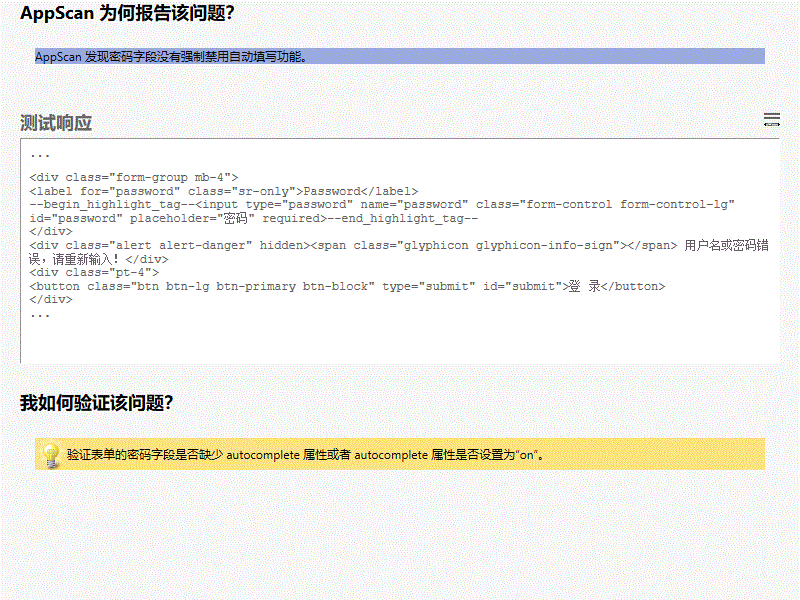 AppScan 为何报告该问题?
AppScan 发现密码字段没有强制禁用自动填写功能。
测试响应
...
<div class="form-group mb-4">
<label for="password" class="sr-only">Password</label>
--begin_highlight_tag--<input type="password" name="password" class="form-control form-control-lg"
id="password" placeholder="密码" required>--end_highlight_tag--
</div>
<div class="alert alert-danger" hidden><span class="glyphicon glyphicon-info-sign"></span> 用户名或密码错
误，请重新输入! </div>
<div class="pt-4">
<button class="btn btn-lg btn-primary btn-block" type="submit" id="submit">登 录</button>
</div>
...
我如何验证该问题?
验证表单的密码字段是否缺少 autocomplete 属性或者 autocomplete 属性是否设置为"on"。